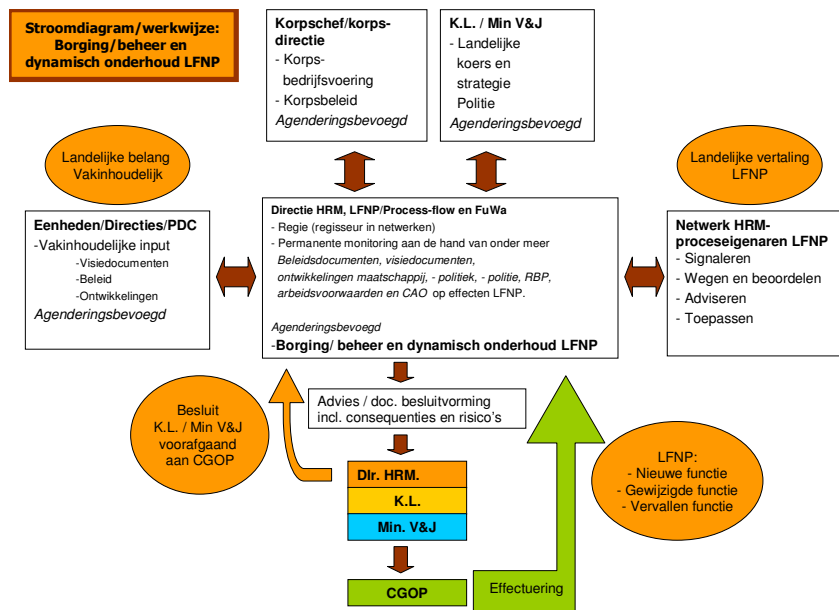 Stroomdiagram/werkwijze:
Borging/beheer en
dynamisch onderhoud LFNP
Korpschef/korps-
directie
- Korps-
bedrijfsvoering
- Korpsbeleid
Agenderingsbevoegd
K.L. / Min V&J
- Landelijke
koers en
strategie
Politie
Agenderingsbevoegd
Landelijke belang
Vakinhoudelijk
Landelijke vertaling
LFNP
Eenheden/Directies/PDC
-Vakinhoudelijke input
-Visiedocumenten
-Beleid
-Ontwikkelingen
Agenderingsbevoegd
Directie HRM, LFNP/Process-flow en FuWa
- Regie (regisseur in netwerken)
- Permanente monitoring aan de hand van onder meer
Beleidsdocumenten, visiedocumenten,
ontwikkelingen maatschappij, - politiek, - politie, RBP,
arbeidsvoorwaarden en CAO op effecten LFNP.
Agenderingsbevoegd
-Borging/ beheer en dynamisch onderhoud LFNP
Netwerk HRM-
proceseigenaren LFNP
- Signaleren
- Wegen en beoordelen
- Adviseren
- Toepassen
Advies / doc. besluitvorming
incl. consequenties en risico's
Besluit
K.L. / Min V&J
voorafgaand
aan CGOP
DIr. HRM.
K.L.
Min. V&J
LFNP:
- Nieuwe functie
- Gewijzigde functie
- Vervallen functie
CGOP
Effectuering